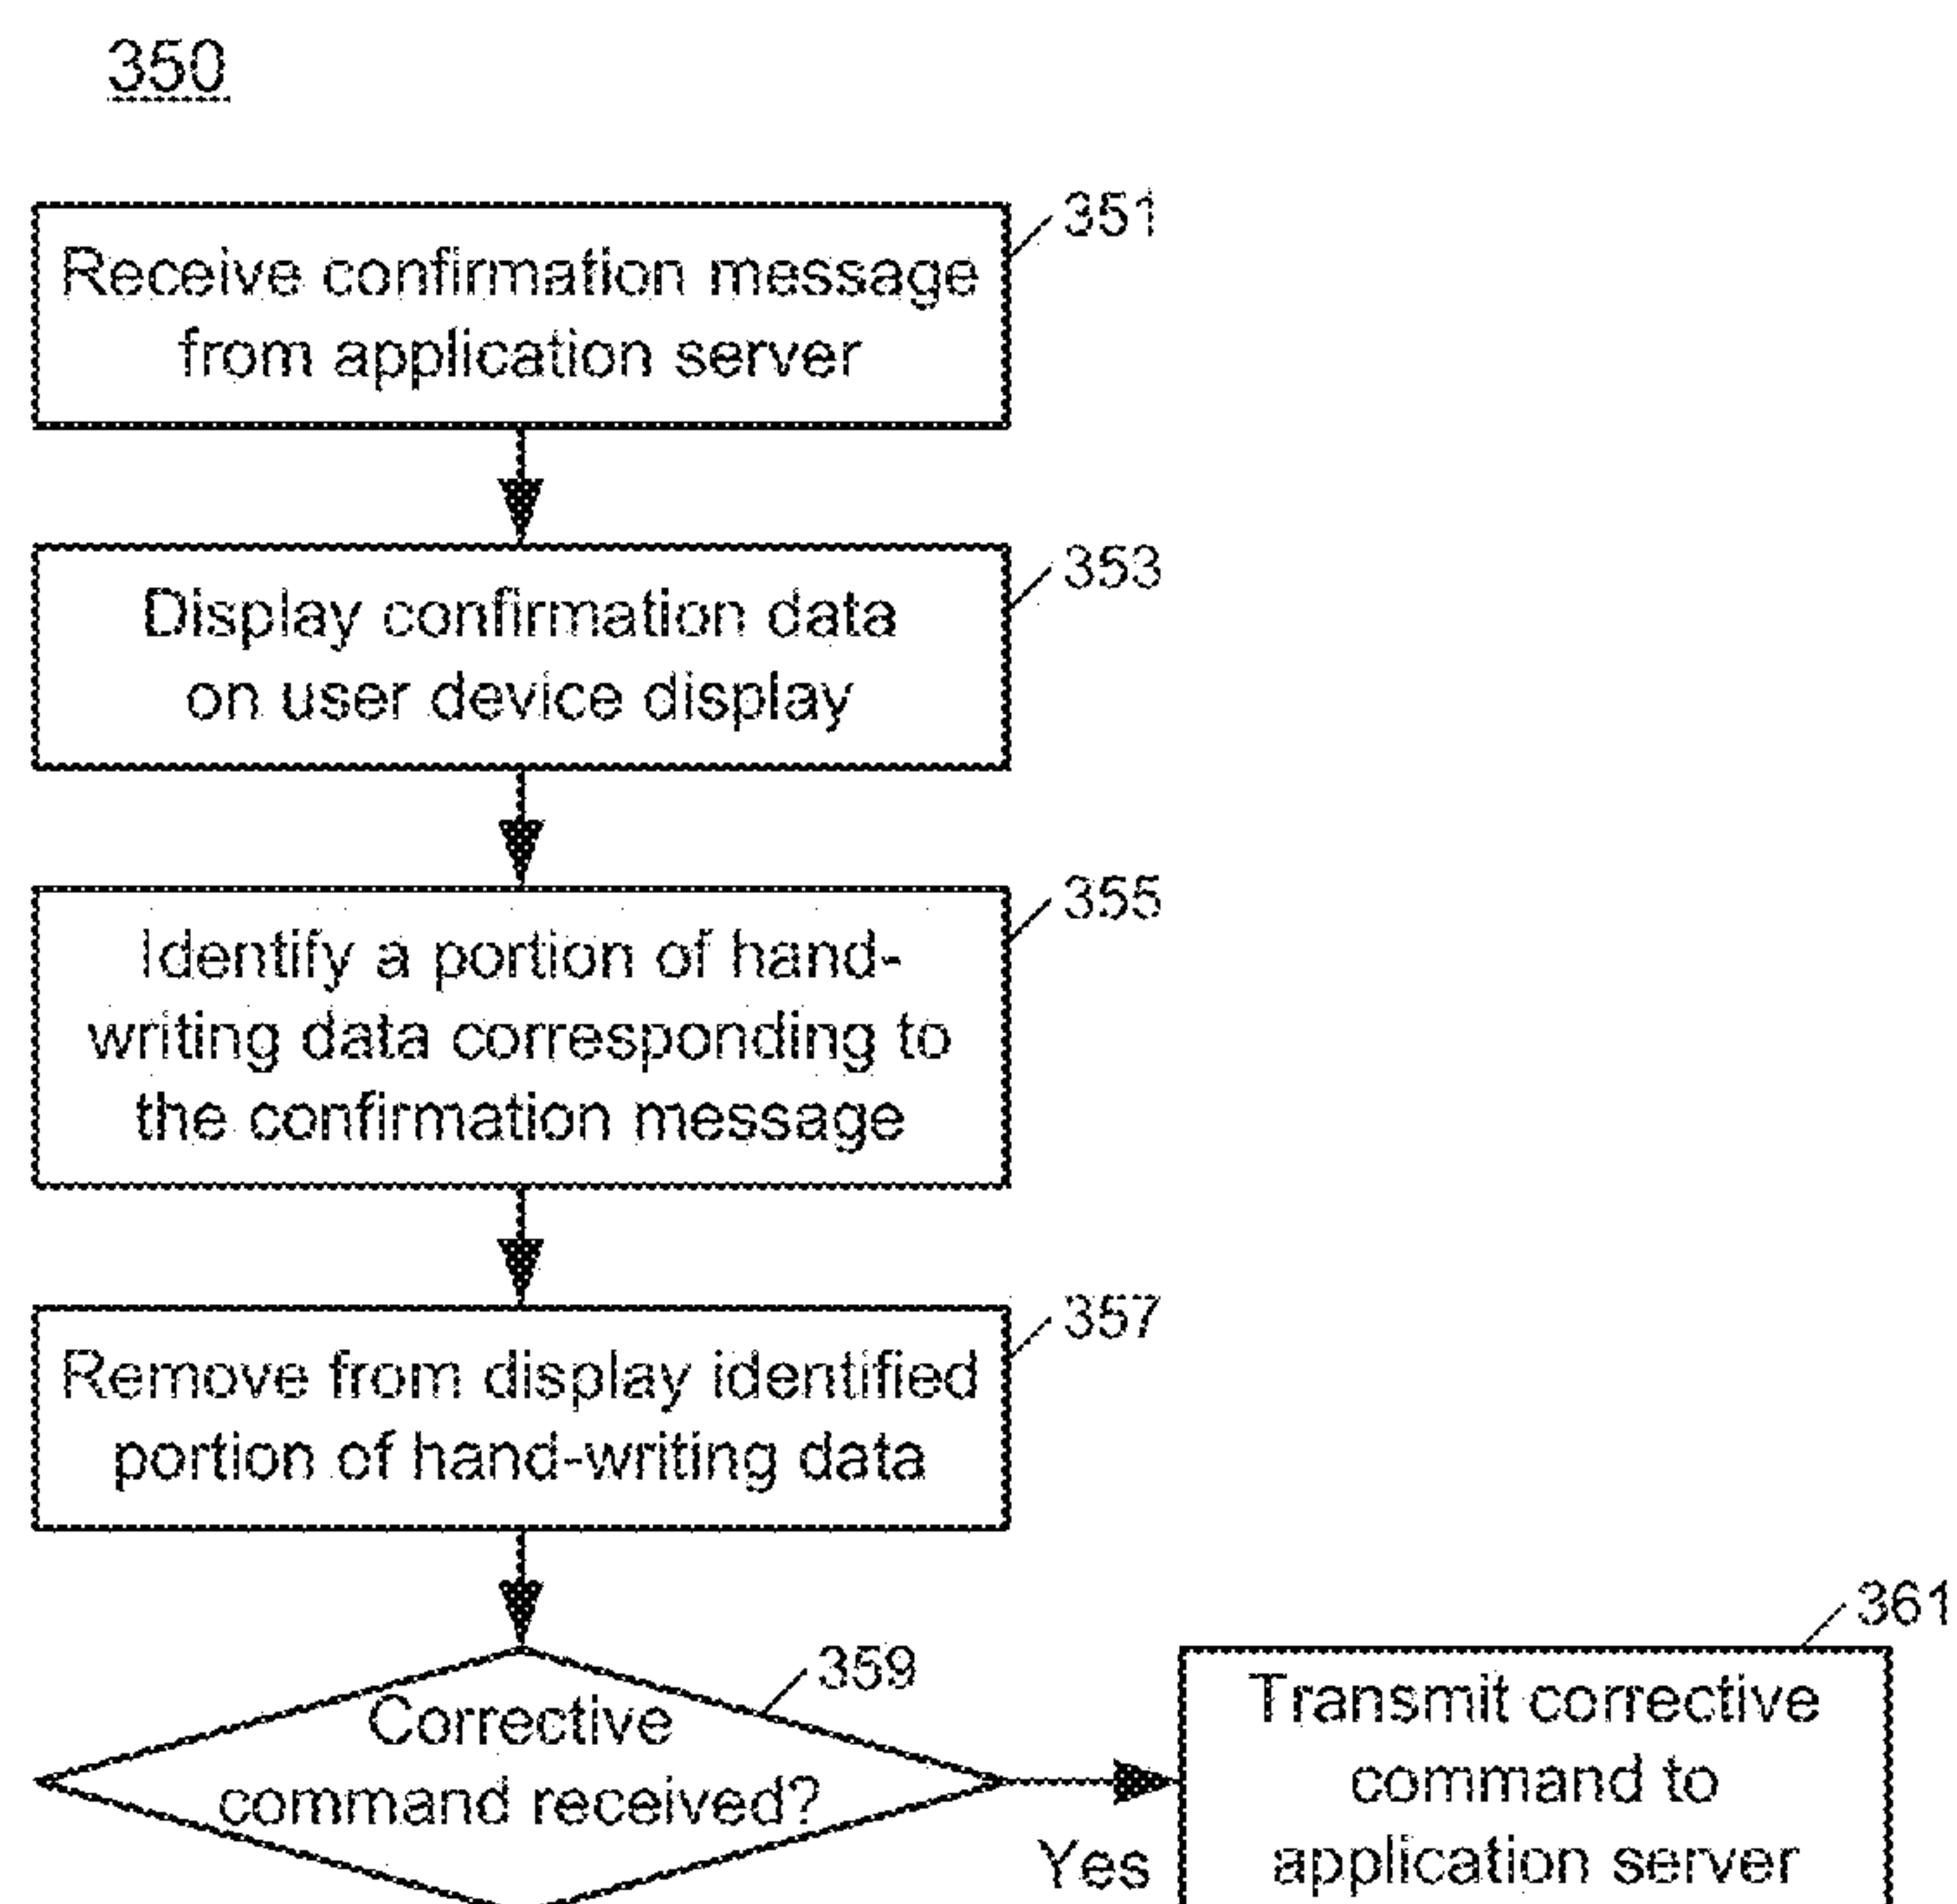 350
351
Receive confirmation message
from application server
353
Display confirmation data
on user device display
355
Identify a portion of hand-
writing data corresponding to
the confirmation message
357
Remove from display identified
portion of hand-writing data
359
Corrective
command received?
Yes
361
Transmit corrective
command to
application server